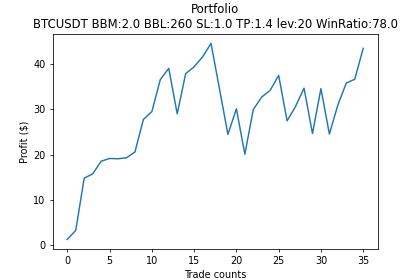 Portfolio
BTCUSDT BBM:2.0 BBL:260 SL:1.0 TP:1.4 lev:20 WinRatio:78.0
40
30
20
10
0
Profit ($)
0 5 10 15 20 25 30 35
Trade counts